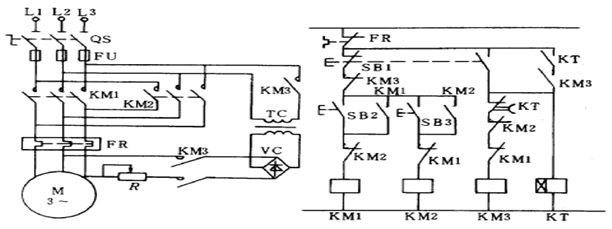 L1 L2 L3
QS
FU
KM1
KM2
KM3
TC
FR
KM3
VC
R
M
3～
FR
SB1
KT
KM3
KM1
KM2
KM3
KT
SB2
SB3
KM2
KM2
KM1
KM1
KM1
KM2
KM3
KT